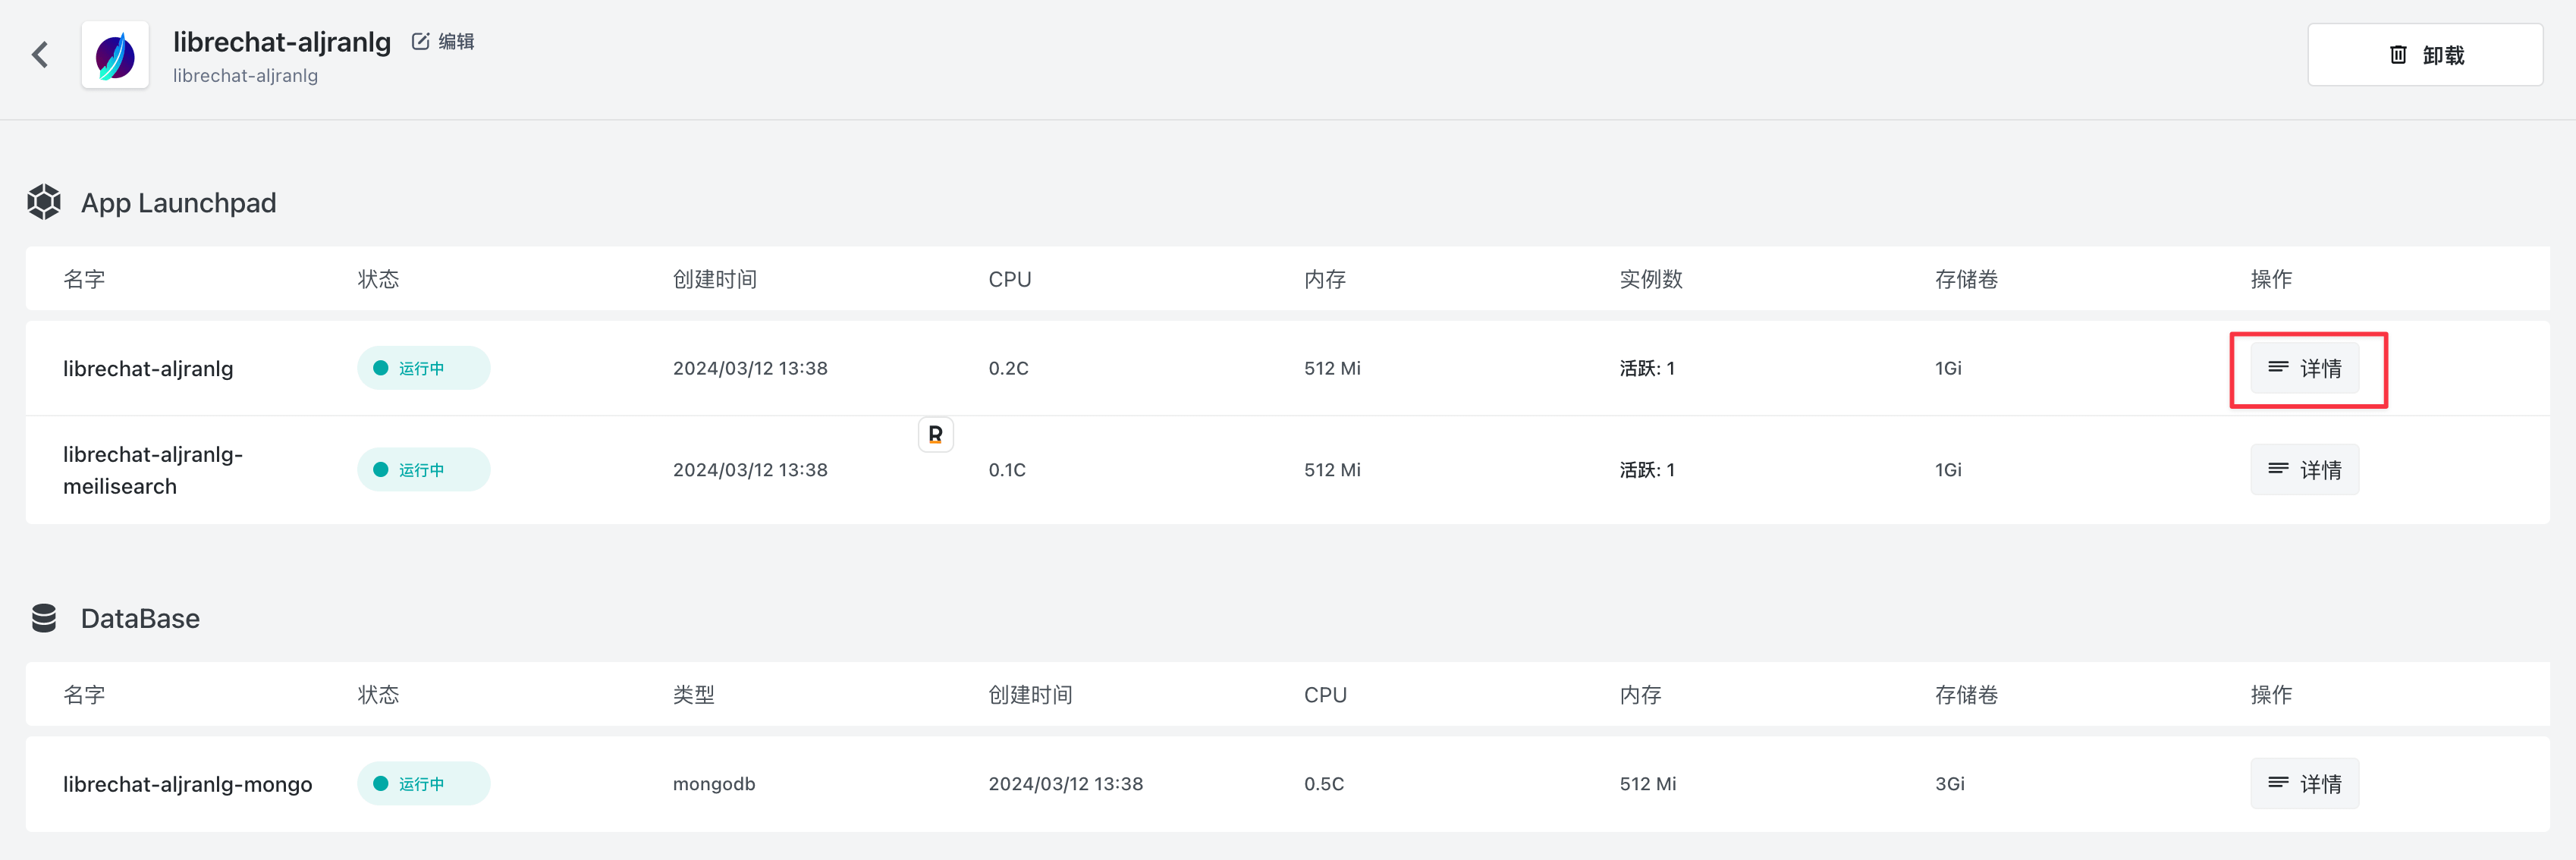 librechat-aljranlg 编辑
librechat-aljranlg
卸载
App Launchpad
名字 状态 创建时间 CPU 内存 实例数 存储卷 操作
librechat-aljranlg 运行中 2024/03/12 13:38 0.2C 512 Mi 活跃: 1 1Gi 详情
R
librechat-aljranlg-
meilisearch 运行中 2024/03/12 13:38 0.1C 512 Mi 活跃: 1 1Gi 详情
DataBase
名字 状态 类型 创建时间 CPU 内存 存储卷 操作
librechat-aljranlg-mongo 运行中 mongodb 2024/03/12 13:38 0.5C 512 Mi 3Gi 详情